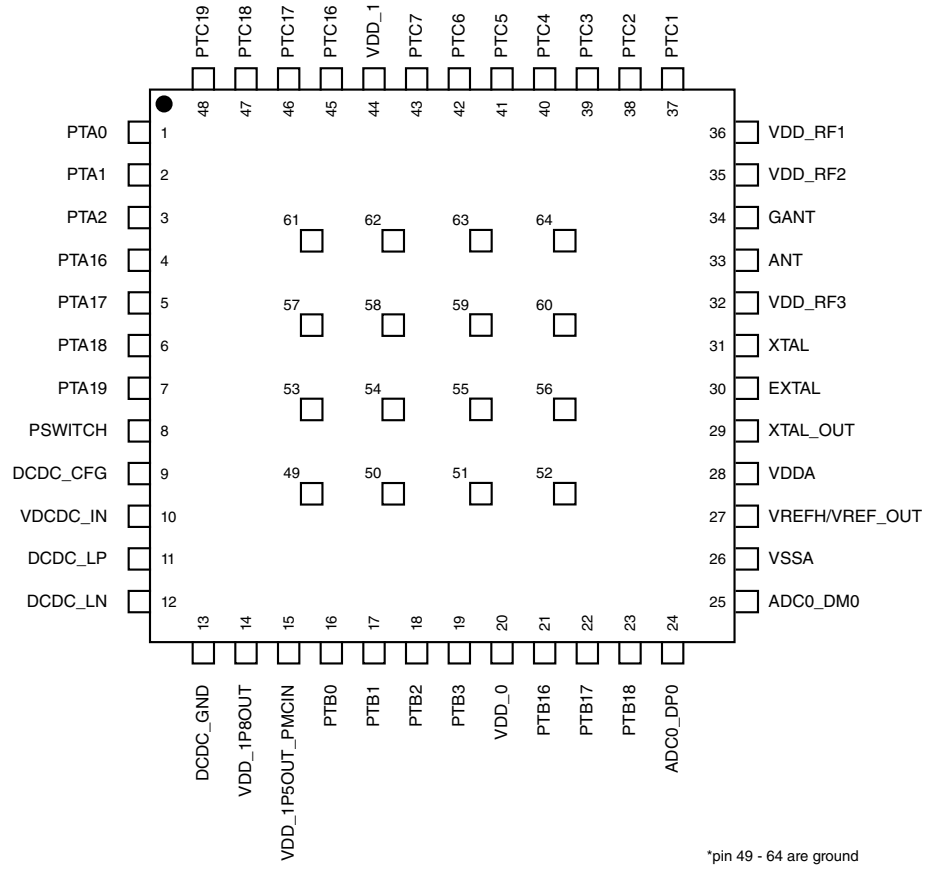 PTC19 PTC18 PTC17 PTC16 VDD_1 PTC7 PTC6 PTC5 PTC4 PTC3 PTC2 PTC1
48 47 46 45 44 43 42 41 40 39 38 37
PTA0 1 36 VDD_RF1
PTA1 2 35 VDD_RF2
PTA2 3 34 GANT
61 62 63 64
PTA16 4 33 ANT
PTA17 5 32 VDD_RF3
57 58 59 60
PTA18 6 31 XTAL
PTA19 7 30 EXTAL
53 54 55 56
PSWITCH 8 29 XTAL_OUT
DCDC_CFG 9 28 VDDA
49 50 51 52
VDCDC_IN 10 27 VREFH/VREF_OUT
DCDC_LP 11 26 VSSA
DCDC_LN 12 25 ADC0_DM0
13 14 15 16 17 18 19 20 21 22 23 24
DCDC_GND VDD_1P8OUT VDD_1P5OUT_PMCIN PTB0 PTB1 PTB2 PTB3 VDD_0 PTB16 PTB17 PTB18 ADC0_DP0
*pin 49 - 64 are ground